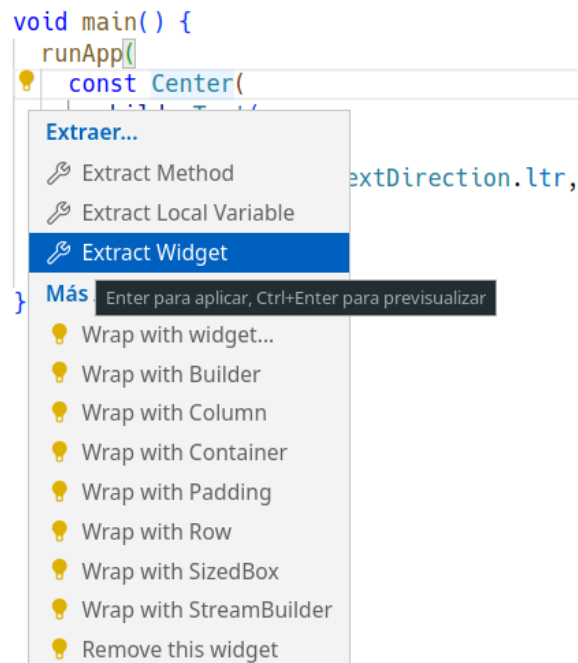 void main() {
runApp(
const Center(
Extraer...
Extract Method
extDirection.ltr,
Extract Local Variable
Extract Widget
Más
Enter para aplicar, Ctrl+Enter para previsualizar
}
Wrap with widget...
Wrap with Builder
Wrap with Column
Wrap with Container
Wrap with Padding
Wrap with Row
Wrap with SizedBox
Wrap with StreamBuilder
Remove this widget